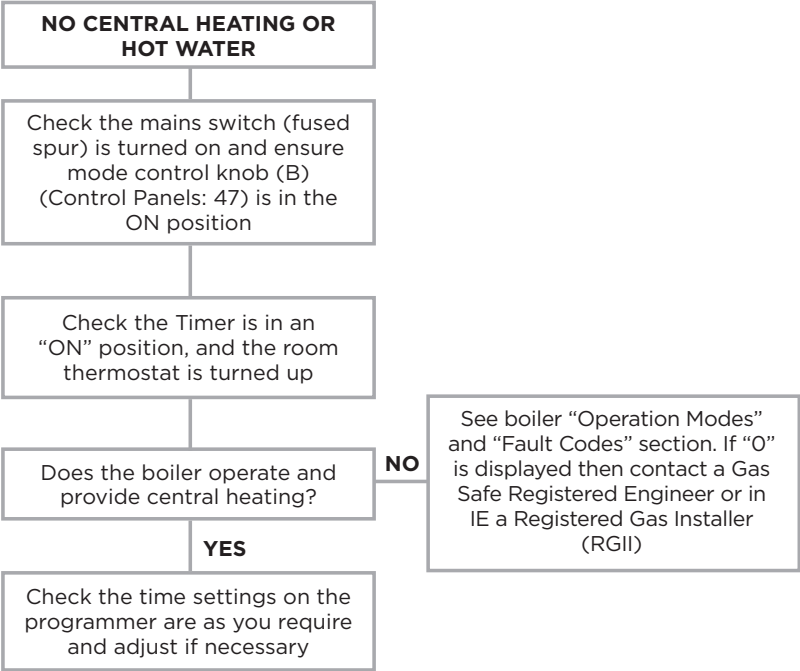 NO CENTRAL HEATING OR
HOT WATER
Check the mains switch (fused
spur) is turned on and ensure
mode control knob (B)
(Control Panels: 47) is in the
ON position
Check the Timer is in an
“ON” position, and the room
thermostat is turned up
Does the boiler operate and
provide central heating?
NO
See boiler “Operation Modes”
and “Fault Codes” section. If “0”
is displayed then contact a Gas
Safe Registered Engineer or in
IE a Registered Gas Installer
(RGII)
YES
Check the time settings on the
programmer are as you require
and adjust if necessary